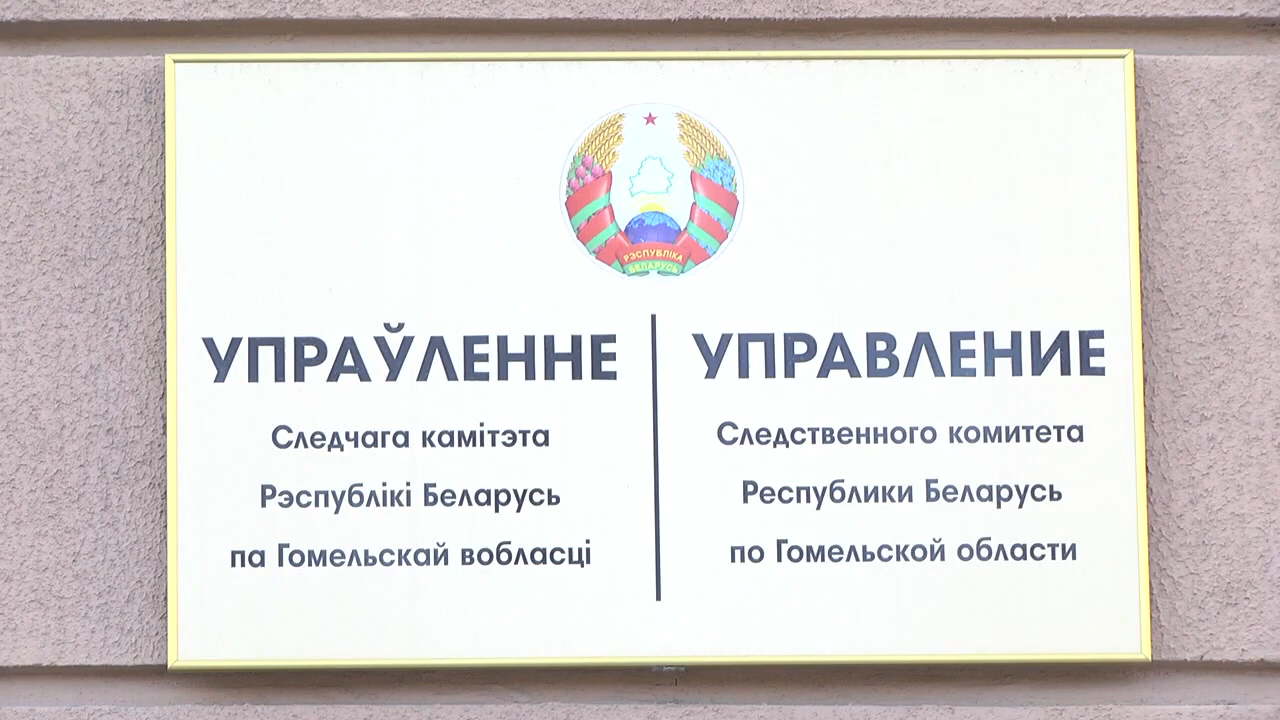 РЭСПУБЛІКА
БЕЛАРУСЬ
УПРАЎЛЕННЕ
Следчага камітэта
Рэспублікі Беларусь
па Гомельскай вобласці
УПРАВЛЕНИЕ
Следственного комитета
Республики Беларусь
по Гомельской области